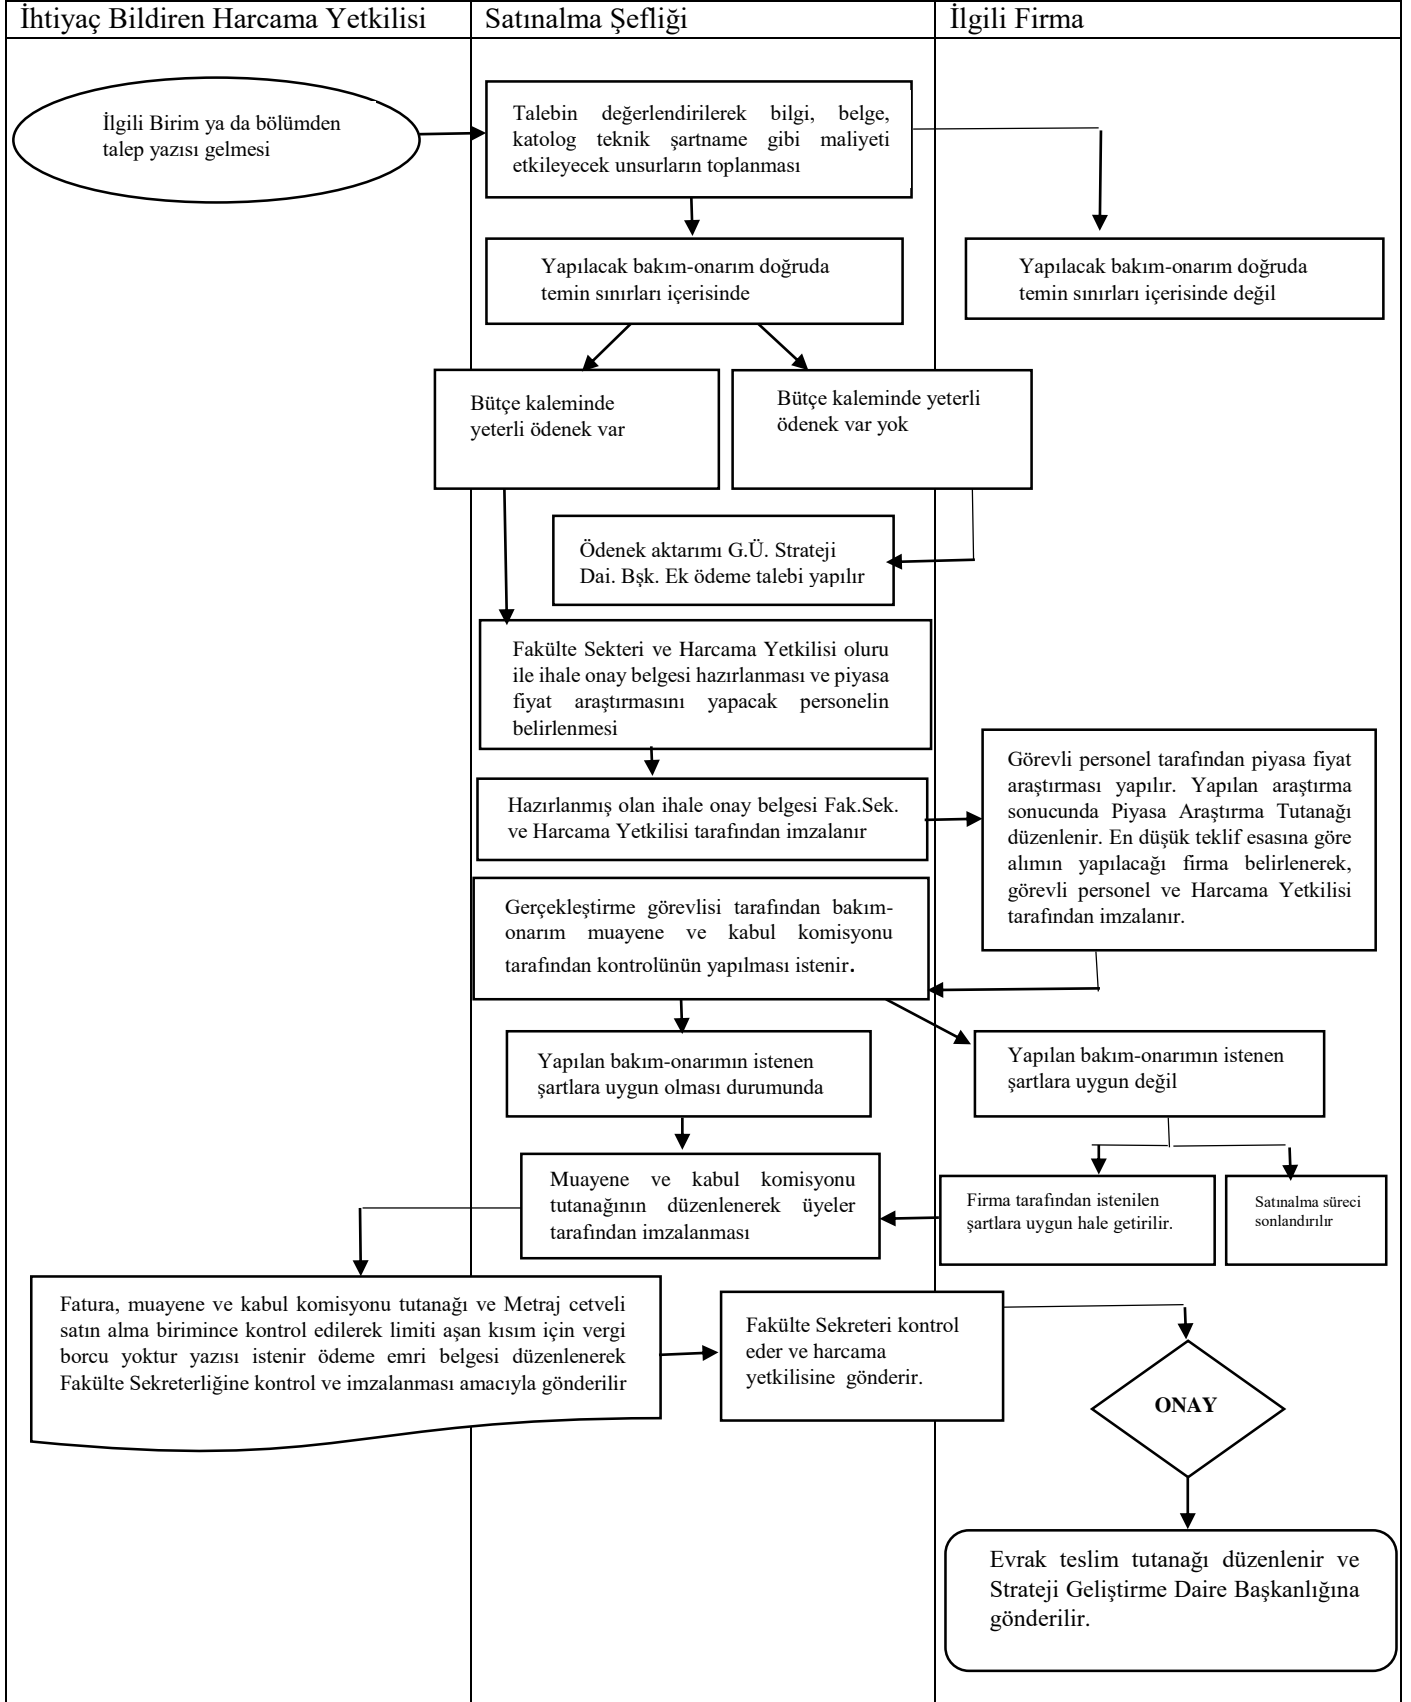 İhtiyaç Bildiren Harcama Yetkilisi
Satınalma Şefliği
İlgili Firma
İlgili Birim ya da bölümden
talep yazısı gelmesi
Talebin değerlendirilerek bilgi, belge,
katolog teknik şartname gibi maliyeti
etkileyecek unsurların toplanması
Yapılacak bakım-onarım doğruda
temin sınırları içerisinde
Yapılacak bakım-onarım doğruda
temin sınırları içerisinde değil
Bütçe kaleminde
yeterli ödenek var
Bütçe kaleminde yeterli
ödenek var yok
Ödenek aktarımı G.Ü. Strateji
Dai. Bşk. Ek ödeme talebi yapılır
Fakülte Sekteri ve Harcama Yetkilisi oluru
ile ihale onay belgesi hazırlanması ve piyasa
fiyat araştırmasını yapacak personelin
belirlenmesi
Hazırlanmış olan ihale onay belgesi Fak.Sek.
ve Harcama Yetkilisi tarafından imzalanır
Görevli personel tarafından piyasa fiyat
araştırması yapılır. Yapılan araştırma
sonucunda Piyasa Araştırma Tutanağı
düzenlenir. En düşük teklif esasına göre
alımın yapılacağı firma belirlenerek,
görevli personel ve Harcama Yetkilisi
tarafından imzalanır.
Gerçekleştirme görevlisi tarafından bakım-
onarım muayene ve kabul komisyonu
tarafından kontrolünün yapılması istenir.
Yapılan bakım-onarımın istenen
şartlara uygun olması durumunda
Yapılan bakım-onarımın istenen
şartlara uygun değil
Muayene ve kabul komisyonu
tutanağının düzenlenerek üyeler
tarafından imzalanması
Firma tarafından istenilen
şartlara uygun hale getirilir.
Satınalma süreci
sonlandırılır
Fatura, muayene ve kabul komisyonu tutanağı ve Metraj cetveli
satın alma birimince kontrol edilerek limiti aşan kısım için vergi
borcu yoktur yazısı istenir ödeme emri belgesi düzenlenerek
Fakülte Sekreterliğine kontrol ve imzalanması amacıyla gönderilir
Fakülte Sekreteri kontrol
eder ve harcama
yetkilisine gönderir.
ONAY
Evrak teslim tutanağı düzenlenir ve
Strateji Geliştirme Daire Başkanlığına
gönderilir.